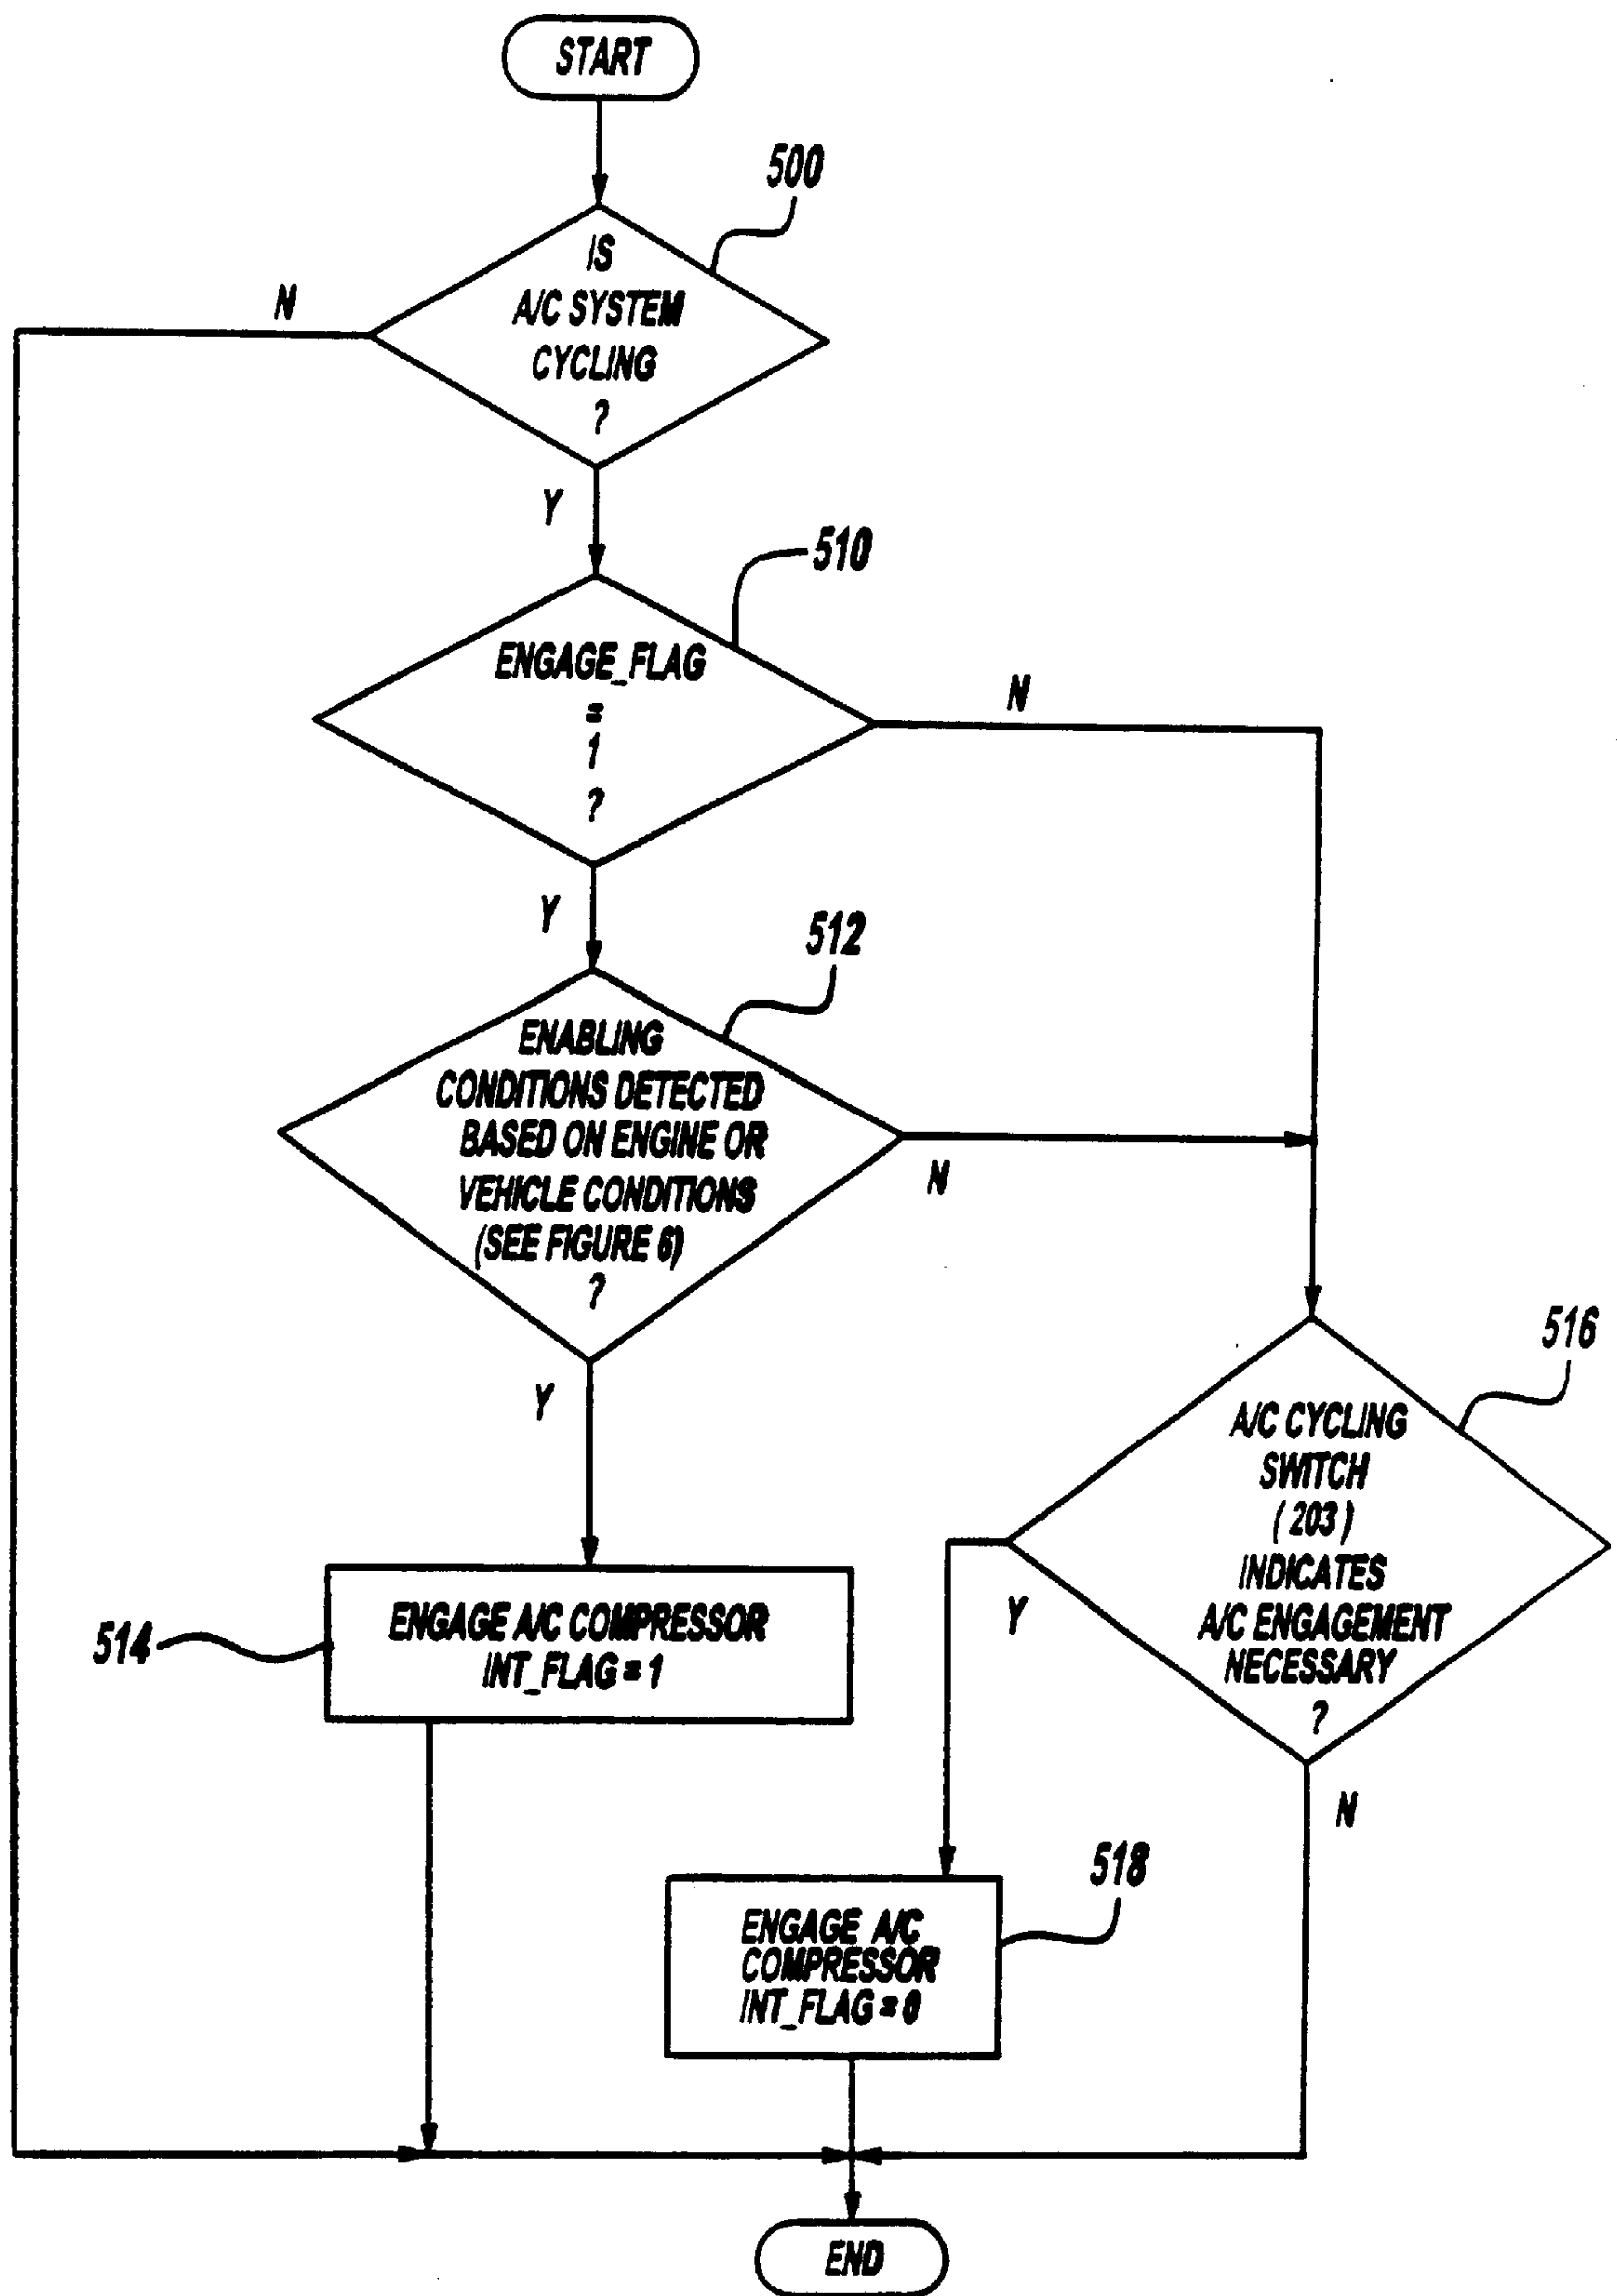 START
500
IS
A/C SYSTEM
CYCLING
?
N
Y
510
ENGAGE_FLAG
=
1
?
N
Y
512
ENABLING
CONDITIONS DETECTED
BASED ON ENGINE OR
VEHICLE CONDITIONS
(SEE FIGURE 6)
?
N
Y
516
A/C CYCLING
SWITCH
(203)
INDICATES
A/C ENGAGEMENT
NECESSARY
?
Y
N
514
ENGAGE A/C COMPRESSOR
INT_FLAG = 1
518
ENGAGE A/C
COMPRESSOR
INT_FLAG = 0
END